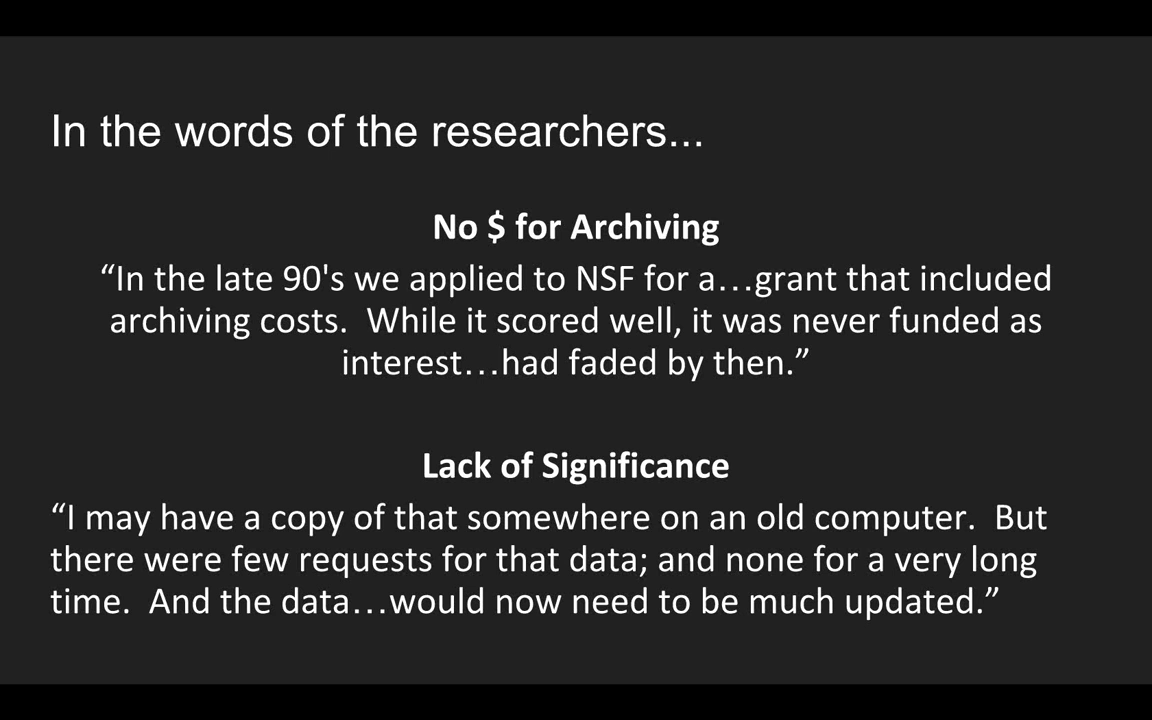 In the words of the researchers...
No $ for Archiving
“In the late 90's we applied to NSF for a…grant that included
archiving costs.  While it scored well, it was never funded as
interest…had faded by then.”
Lack of Significance
“I may have a copy of that somewhere on an old computer.  But
there were few requests for that data; and none for a very long
time.  And the data…would now need to be much updated.”